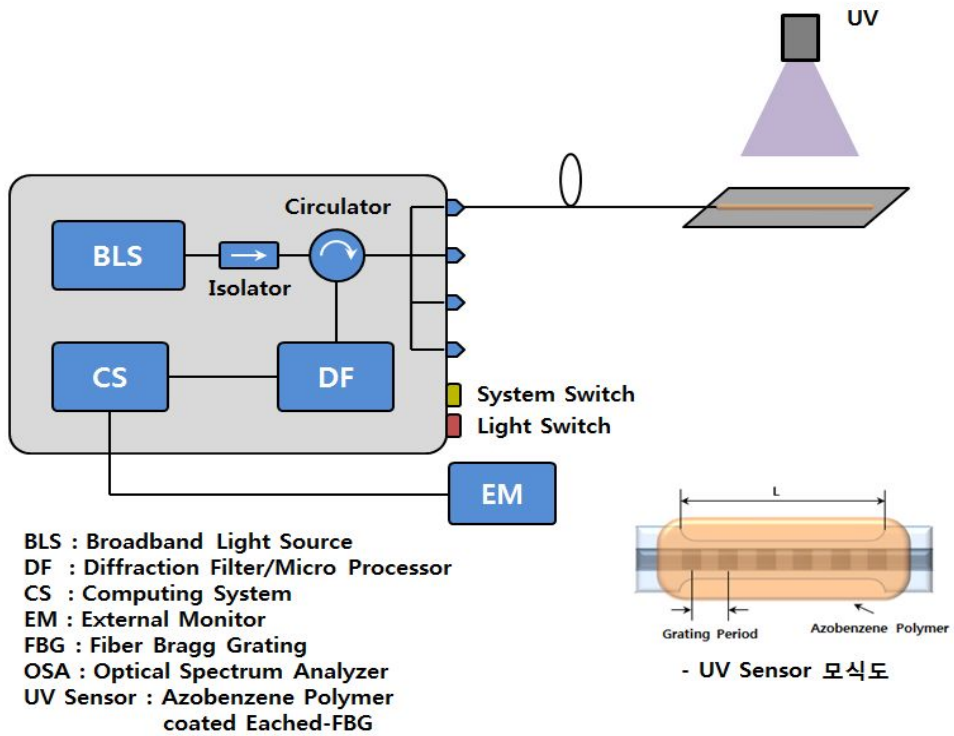 UV
Circulator
BLS
Isolator
CS
DF
System Switch
Light Switch
EM
BLS : Broadband Light Source
DF : Diffraction Filter/Micro Processor
CS : Computing System
EM : External Monitor
FBG : Fiber Bragg Grating
OSA : Optical Spectrum Analyzer
UV Sensor : Azobenzene Polymer
coated Eached-FBG
L
Grating Period
Azobenzene Polymer
- UV Sensor 모식도